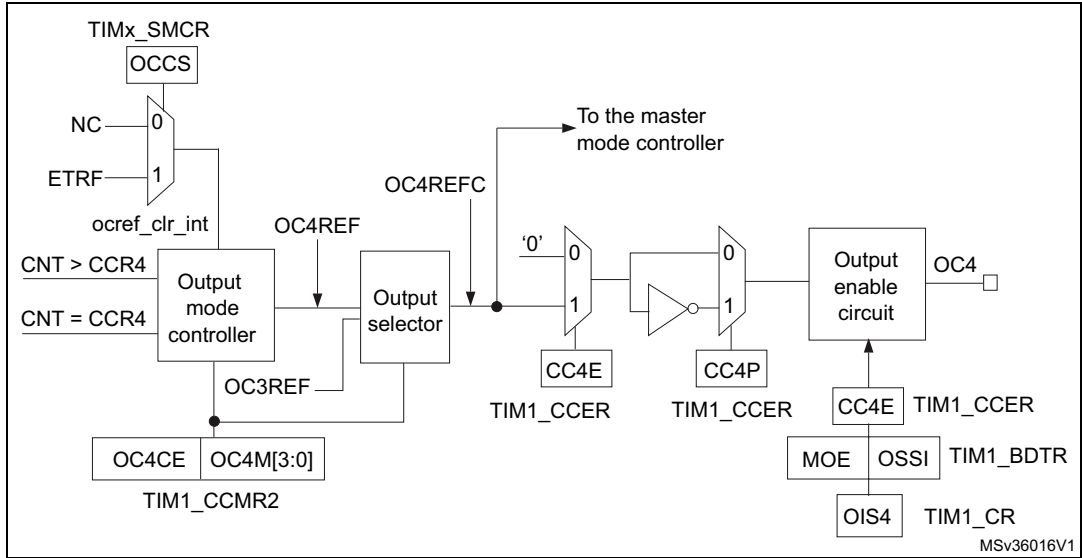 TIMx_SMCR
OCCS
NC
0
ETRF
1
ocref_clr_int
To the master
mode controller
OC4REFC
OC4REF
CNT > CCR4
CNT = CCR4
Output
mode
controller
Output
selector
OC3REF
‘0’
0
1
CC4E
TIM1_CCER
0
1
CC4P
TIM1_CCER
Output
enable
circuit
OC4
CC4E
TIM1_CCER
MOE
OSSI
TIM1_BDTR
OIS4
TIM1_CR
OC4CE
OC4M[3:0]
TIM1_CCMR2
MSv36016V1